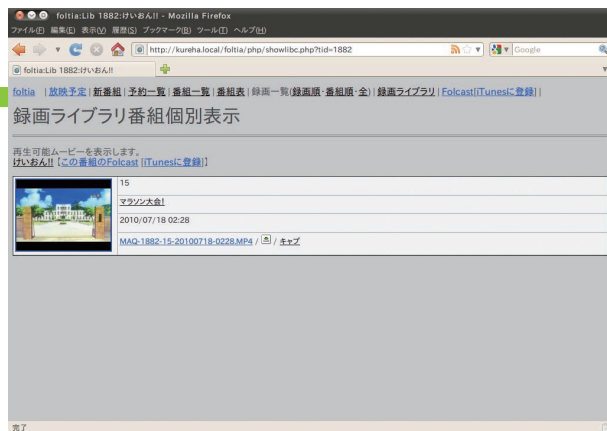 foltia:Lib 1882:けいおん!! - Mozilla Firefox
ファイル(F) 編集(E) 表示(V) 履歴(S) ブックマーク(B) ツール(T) ヘルプ(H)
http://kureha.local/foltia/php/showlibc.php?tid=1882
Google
foltia:Lib 1882:けいおん!!
foltia | 放映予定 | 新番組 | 予約一覧 | 番組一覧 | 番組表 | 録画一覧(録画順・番組順・全) | 録画ライブラリ | Folcast[iTunesに登録] |
録画ライブラリ番組個別表示
再生可能ムービーを表示します。
けいおん!! 【この番組のFolcast [iTunesに登録]】
15
マラソン大会!
2010/07/18 02:28
MAQ-1882-15-20100718-0228.MP4 / / キャプ
完了